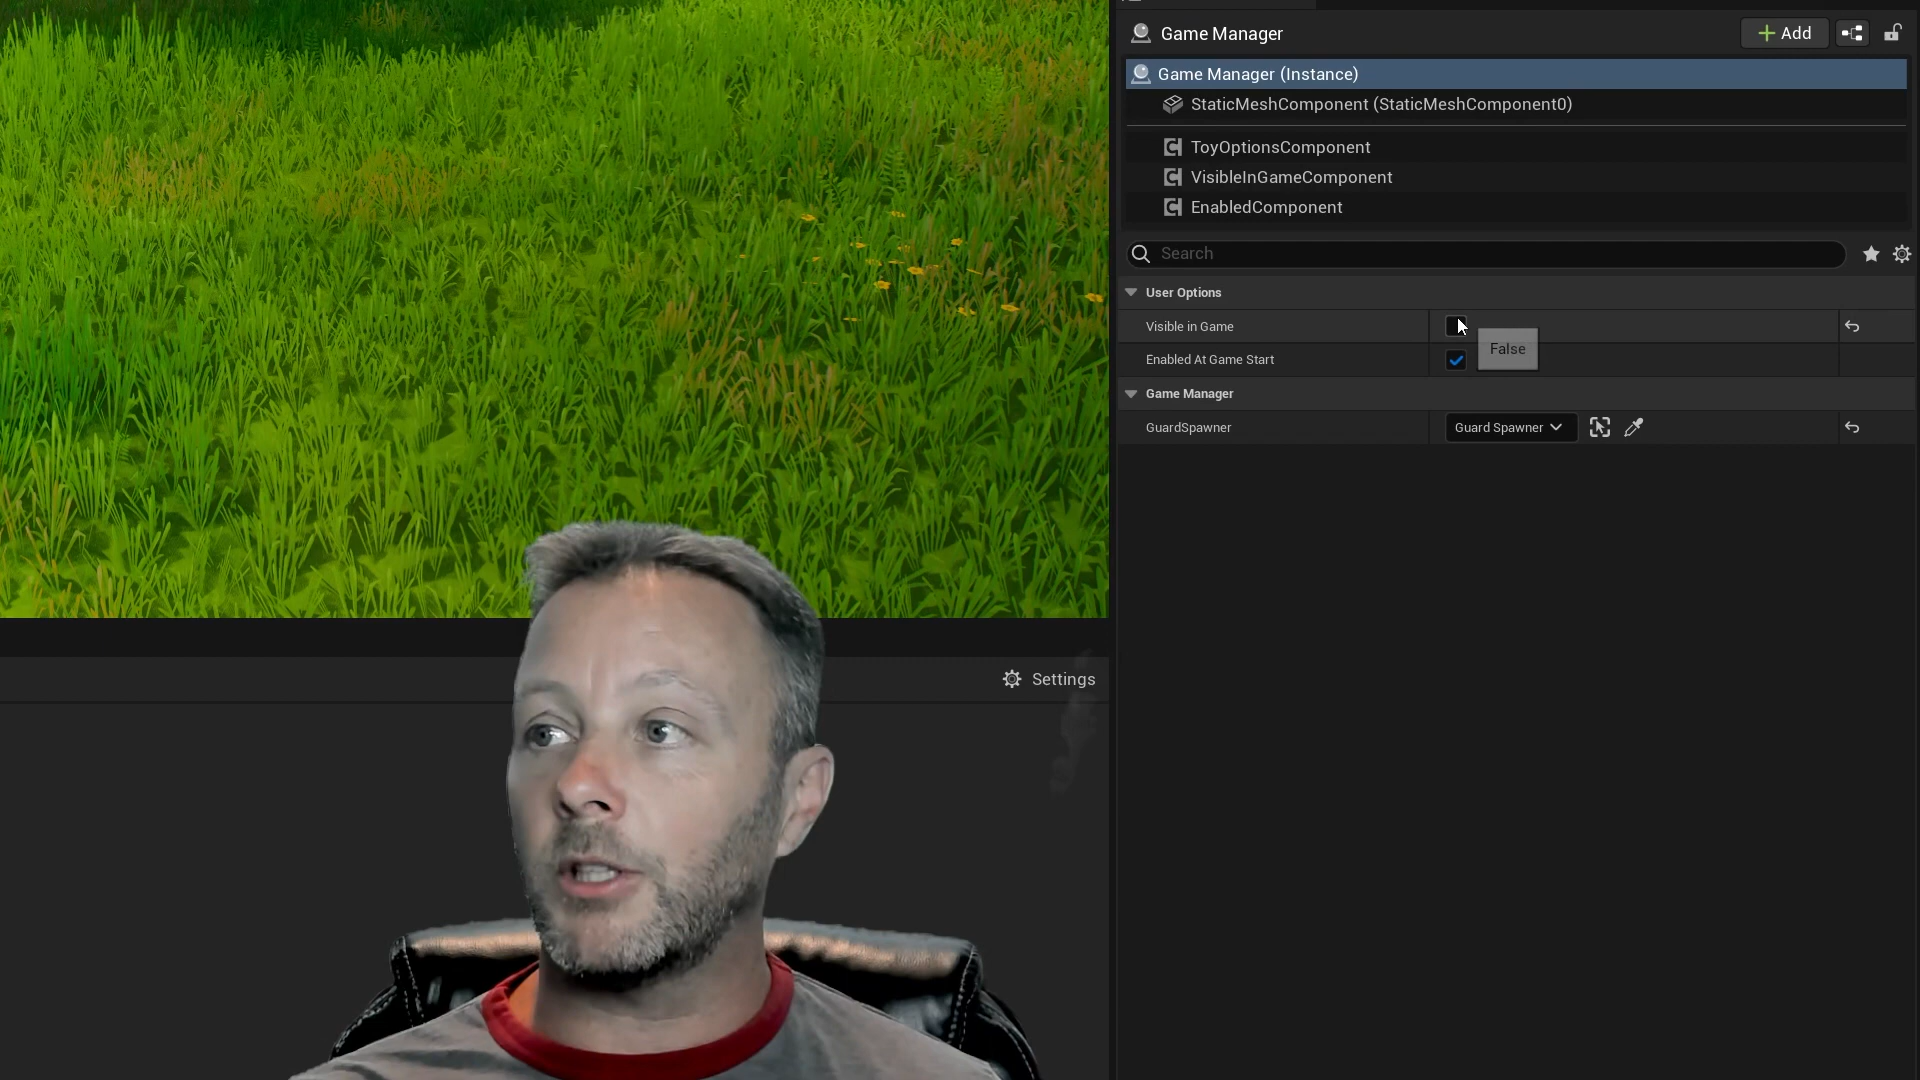 Game Manager
Add
Game Manager (Instance)
StaticMeshComponent (StaticMeshComponent0)
ToyOptionsComponent
VisibleInGameComponent
EnabledComponent
Search
User Options
Visible in Game
False
Enabled At Game Start
Game Manager
GuardSpawner
Guard Spawner
Settings